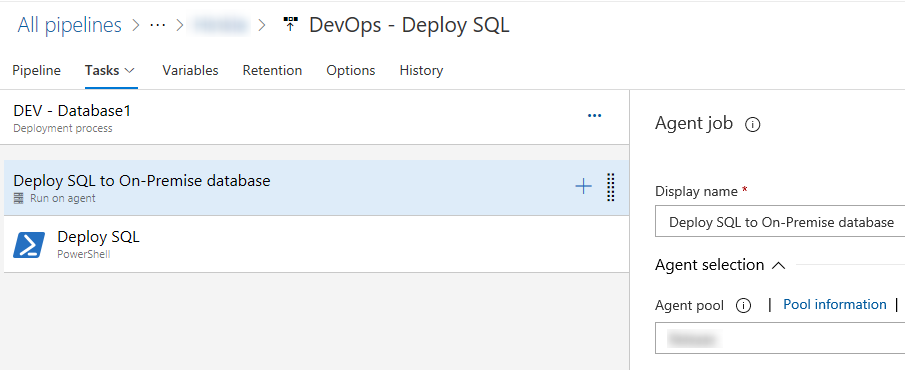 All pipelines > ··· > > DevOps - Deploy SQL
Pipeline Tasks Variables Retention Options History
DEV - Database1
Deployment process
Deploy SQL to On-Premise database
Run on agent
Deploy SQL
PowerShell
Agent job
Display name *
Deploy SQL to On-Premise database
Agent selection
Agent pool | Pool information |